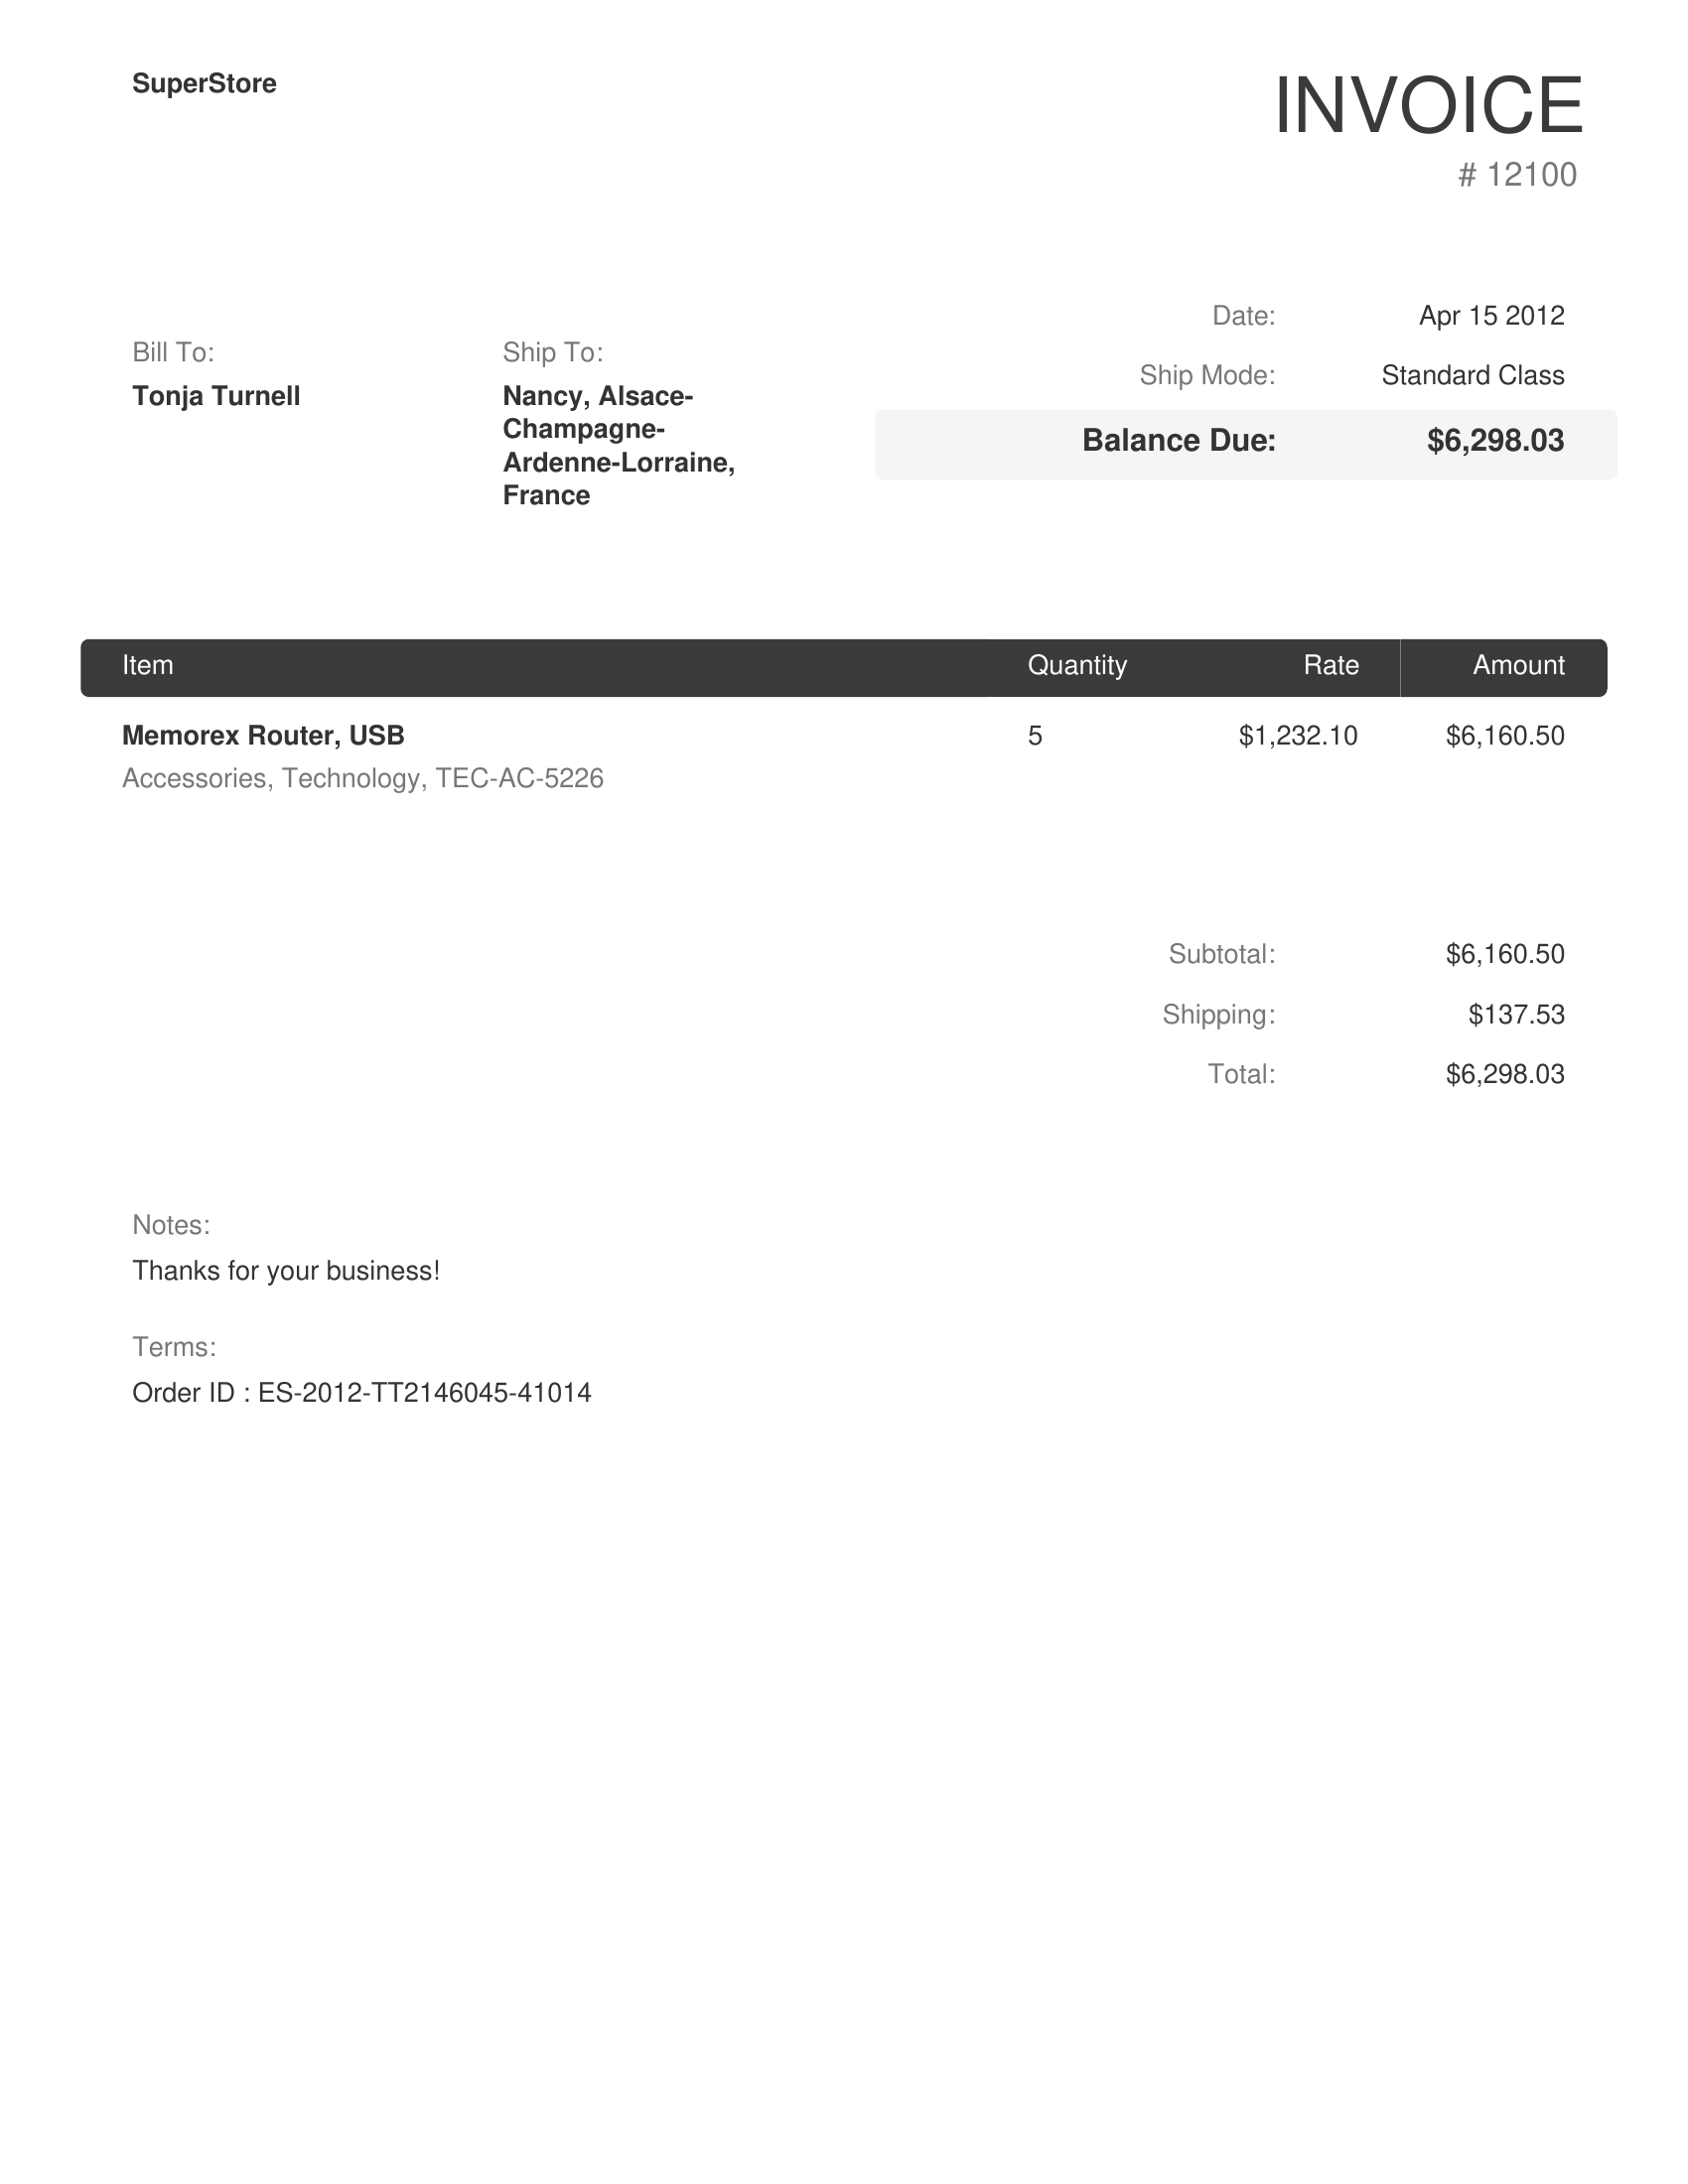 SuperStore
INVOICE
# 12100
Date: Apr 15 2012
Ship Mode: Standard Class
Balance Due: $6,298.03
Bill To:
Tonja Turnell
Ship To:
Nancy, Alsace-
Champagne-
Ardenne-Lorraine,
France
Item Quantity Rate Amount
Memorex Router, USB 5 $1,232.10 $6,160.50
Accessories, Technology, TEC-AC-5226
Subtotal: $6,160.50
Shipping: $137.53
Total: $6,298.03
Notes:
Thanks for your business!
Terms:
Order ID : ES-2012-TT2146045-41014